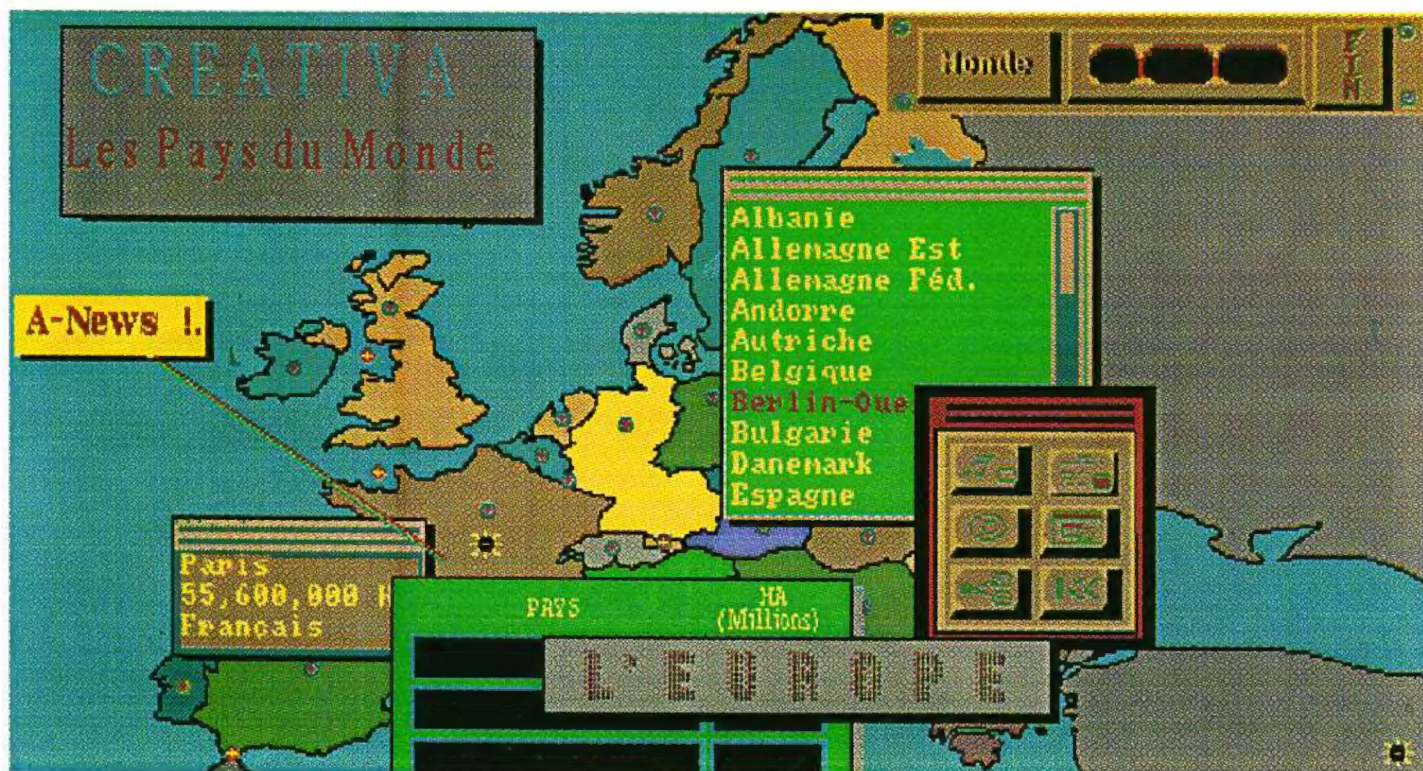 CREATIVA
Les Pays du Monde
Monde
FIN
Albanie
Allemagne Est
Allemagne Féd.
Andorre
Autriche
Belgique
Berlin-Oue
Bulgarie
Danemark
Espagne
A-News !.
Paris
55,600,000 H
Français
PAYS
HA
(Millions)
L'EUROPE